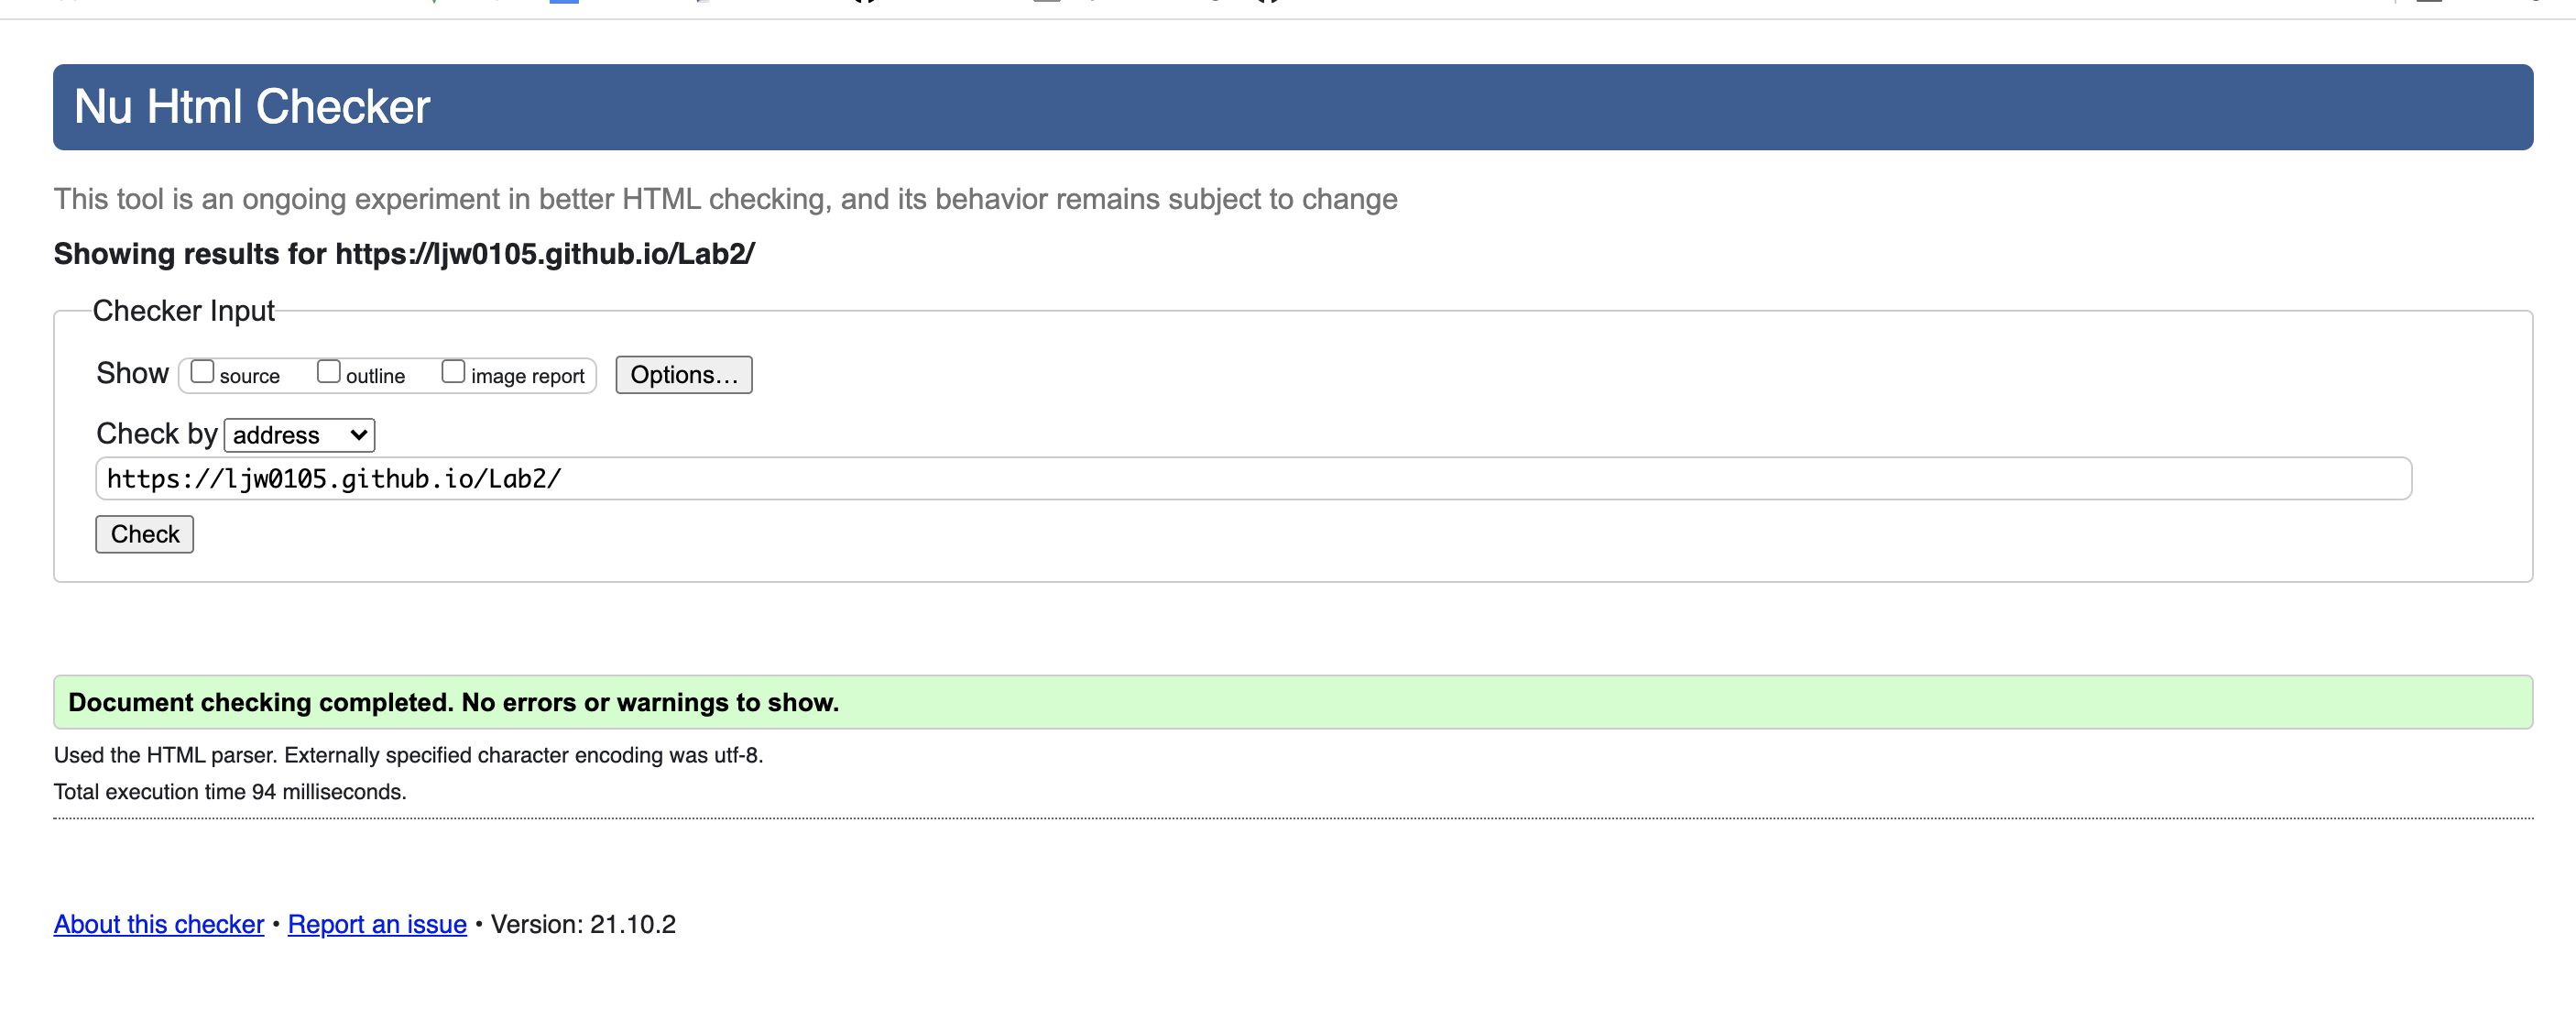 Nu Html Checker
This tool is an ongoing experiment in better HTML checking, and its behavior remains subject to change
Showing results for https://ljw0105.github.io/Lab2/
Checker Input
Show source outline image report Options...
Check by address
https://ljw0105.github.io/Lab2/
Check
Document checking completed. No errors or warnings to show.
Used the HTML parser. Externally specified character encoding was utf-8.
Total execution time 94 milliseconds.
About this checker • Report an issue • Version: 21.10.2